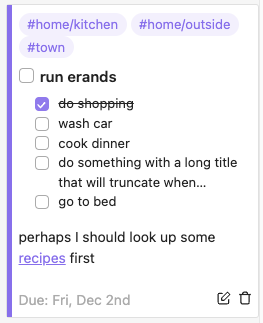 #home/kitchen #home/outside
#town
run erands
do shopping
wash car
cook dinner
do something with a long title
that will truncate when...
go to bed
perhaps I should look up some
recipes first
Due: Fri, Dec 2nd